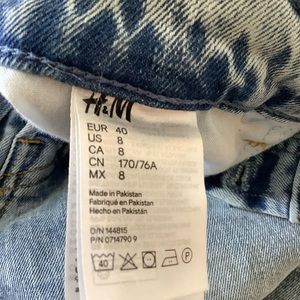 H&M
EUR 40
US 8
CA 8
CN 170/76A
MX 8
Made in Pakistan
Fabriqué en Pakistan
Hecho en Pakistán
O/N 144815
P/N 0714790 9
40
P